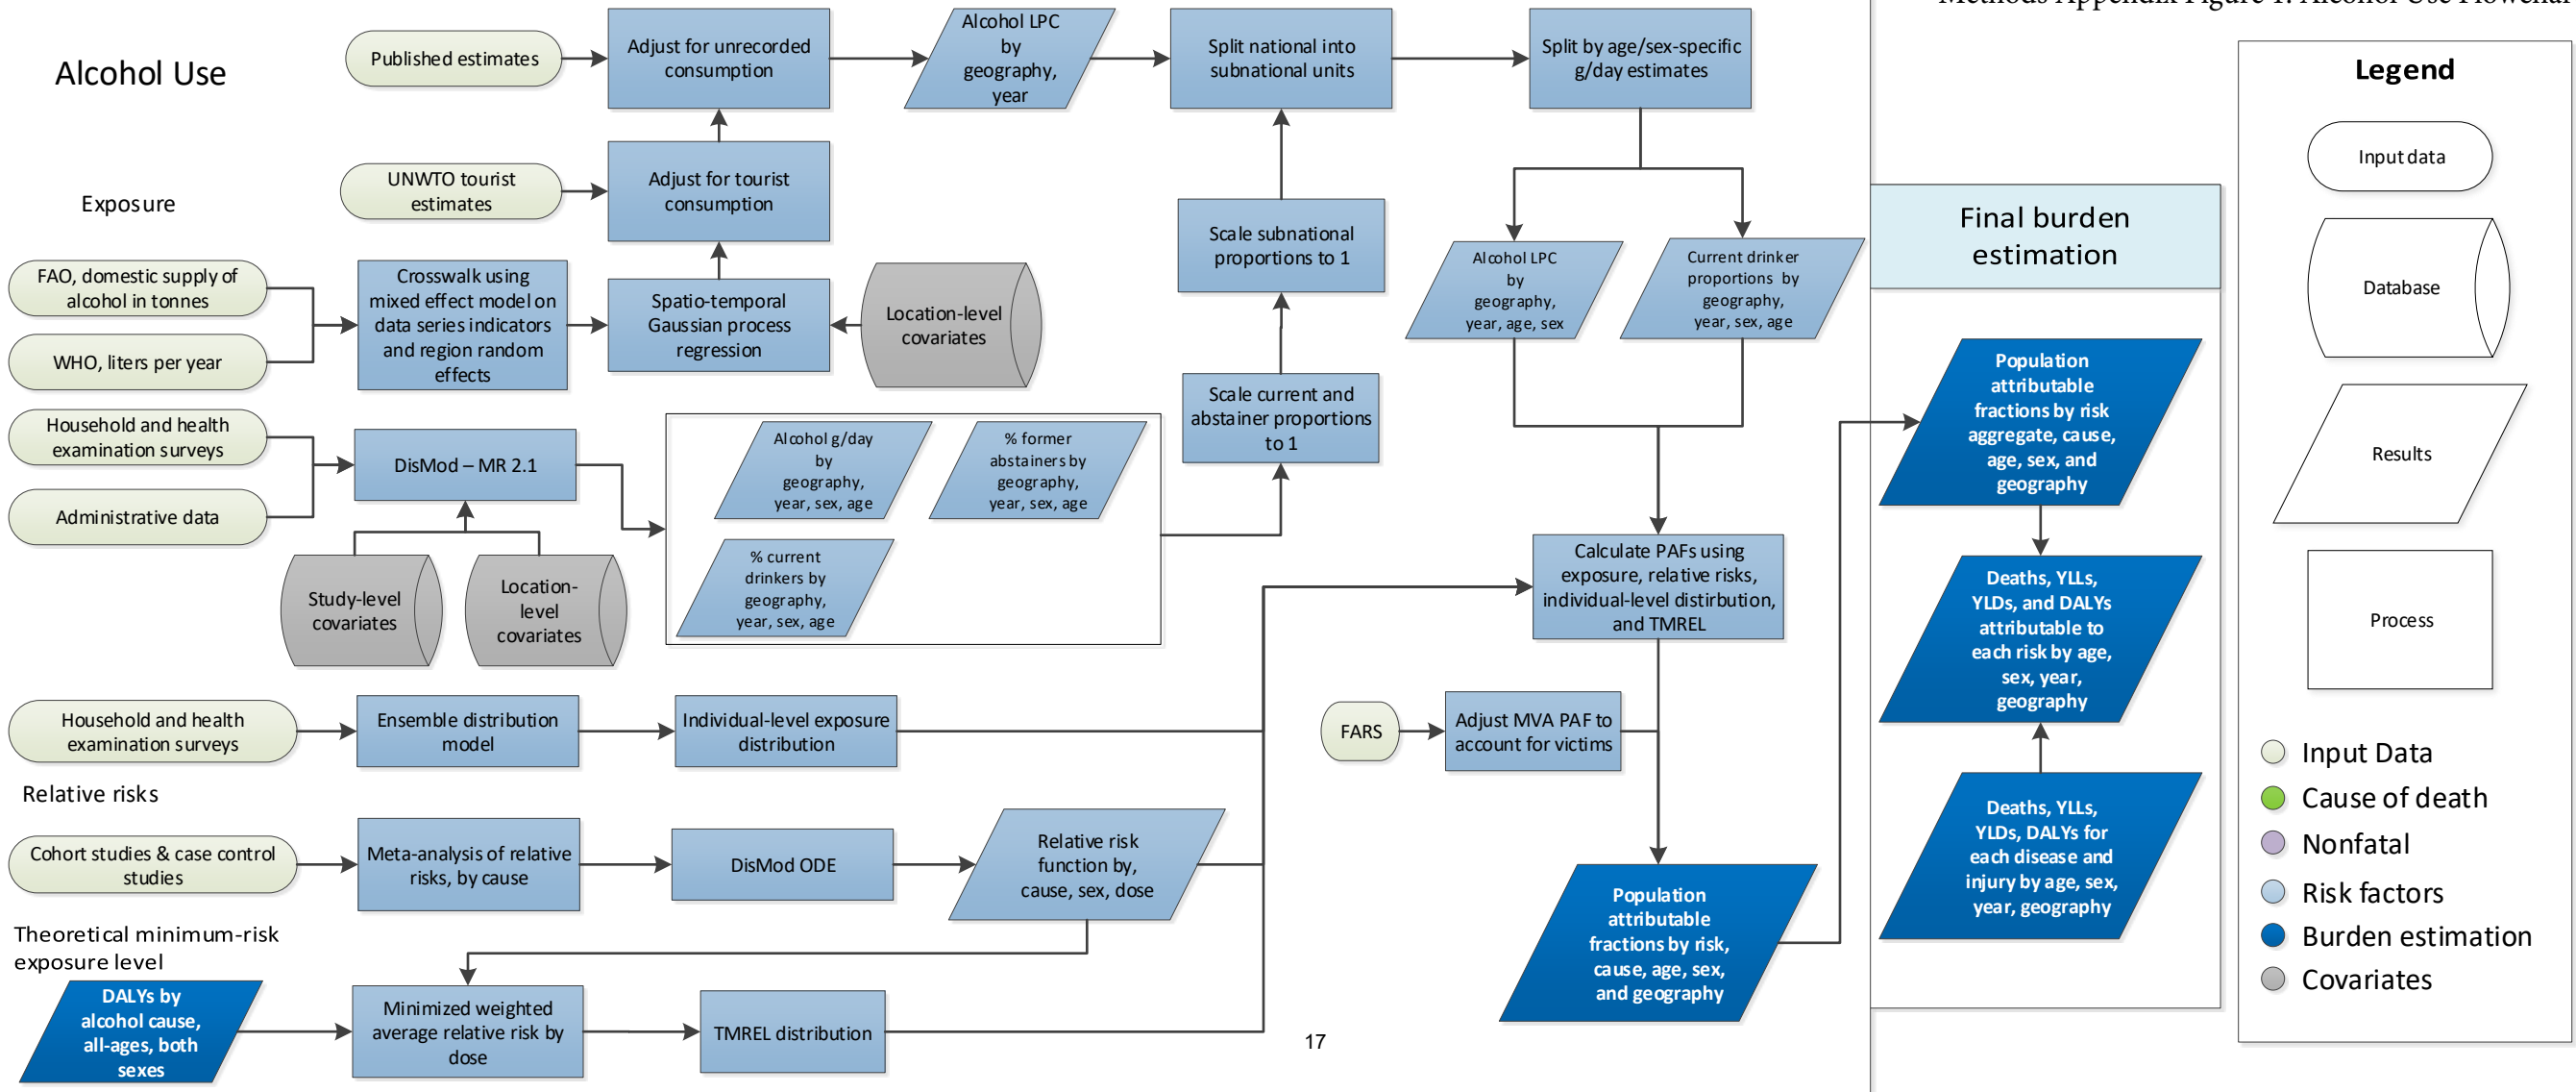 Methods Appendix Figure 1. Alcohol Use
Alcohol Use
Published estimates
Adjust for unrecorded
consumption
Alcohol LPC
by
geography,
year
Split national into
subnational units
Split by age/sex-specific
g/day estimates
UNWTO tourist
estimates
Adjust for tourist
consumption
Exposure
FAO, domestic supply of
alcohol in tonnes
WHO, liters per year
Crosswalk using
mixed effect model on
data series indicators
and region random
effects
Spatio-temporal
Gaussian process
regression
Location-level
covariates
Scale subnational
proportions to 1
Scale current and
abstainer proportions
to 1
Alcohol LPC
by
geography,
year, age, sex
Current drinker
proportions by
geography,
year, sex, age
Household and health
examination surveys
Administrative data
DisMod – MR 2.1
Study-level
covariates
Location-
level
covariates
Alcohol g/day
by
geography,
year, sex, age
% former
abstainers by
geography,
year, sex, age
% current
drinkers by
geography,
year, sex, age
Calculate PAFs using
exposure, relative risks,
individual-level distirbution,
and TMREL
Household and health
examination surveys
Ensemble distribution
model
Individual-level exposure
distribution
FARS
Adjust MVA PAF to
account for victims
Relative risks
Cohort studies & case control
studies
Meta-analysis of relative
risks, by cause
DisMod ODE
Relative risk
function by,
cause, sex, dose
Population
attributable
fractions by risk,
cause, age, sex,
and geography
Theoretical minimum-risk
exposure level
DALYs by
alcohol cause,
all-ages, both
sexes
Minimized weighted
average relative risk by
dose
TMREL distribution
17
Final burden
estimation
Population
attributable
fractions by risk
aggregate, cause,
age, sex, and
geography
Deaths, YLLs,
YLDs, and DALYs
attributable to
each risk by age,
sex, year,
geography
Deaths, YLLs,
YLDs, DALYs for
each disease and
injury by age, sex,
year, geography
Legend
Input data
Database
Results
Process
Input Data
Cause of death
Nonfatal
Risk factors
Burden estimation
Covariates